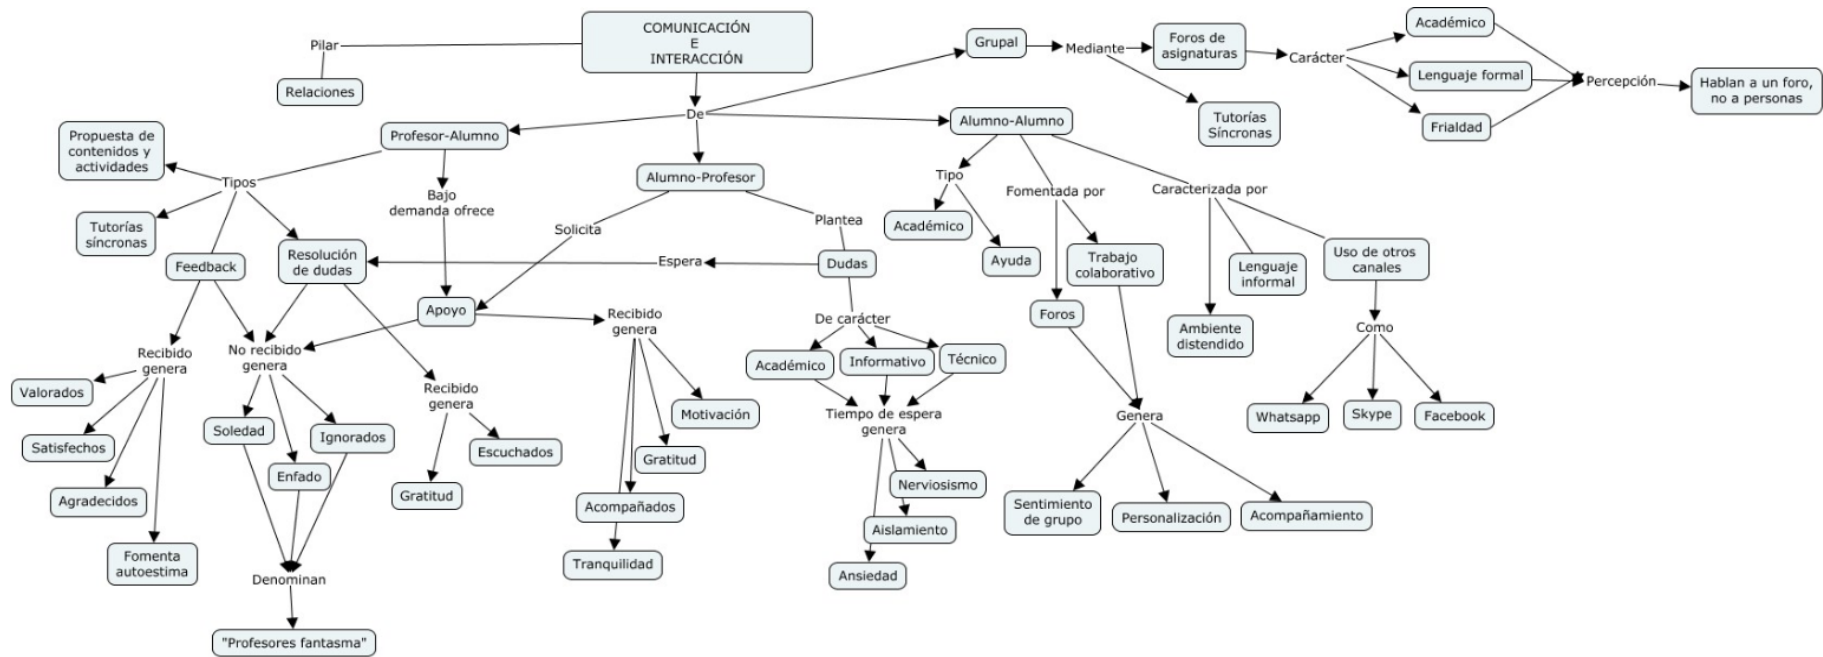 COMUNICACIÓN
E
INTERACCIÓN
Pilar
Relaciones
De
Grupal
Mediante
Foros de
asignaturas
Tutorías
Síncronas
Carácter
Académico
Lenguaje formal
Frialdad
Percepción
Hablan a un foro,
no a personas
Profesor-Alumno
Tipos
Propuesta de
contenidos y
actividades
Tutorías
síncronas
Feedback
Resolución
de dudas
Bajo
demanda ofrece
Apoyo
Alumno-Profesor
Solicita
Plantea
Dudas
Espera
Recibido
genera
Valorados
Satisfechos
Agradecidos
Fomenta
autoestima
No recibido
genera
Soledad
Enfado
Ignorados
Denominan
"Profesores fantasma"
Recibido
genera
Gratitud
Escuchados
Recibido
genera
Motivación
Gratitud
Acompañados
Tranquilidad
De carácter
Académico
Informativo
Técnico
Tiempo de espera
genera
Nerviosismo
Aislamiento
Ansiedad
Alumno-Alumno
Tipo
Académico
Ayuda
Fomentada por
Foros
Trabajo
colaborativo
Genera
Sentimiento
de grupo
Personalización
Acompañamiento
Caracterizada por
Ambiente
distendido
Lenguaje
informal
Uso de otros
canales
Como
Whatsapp
Skype
Facebook